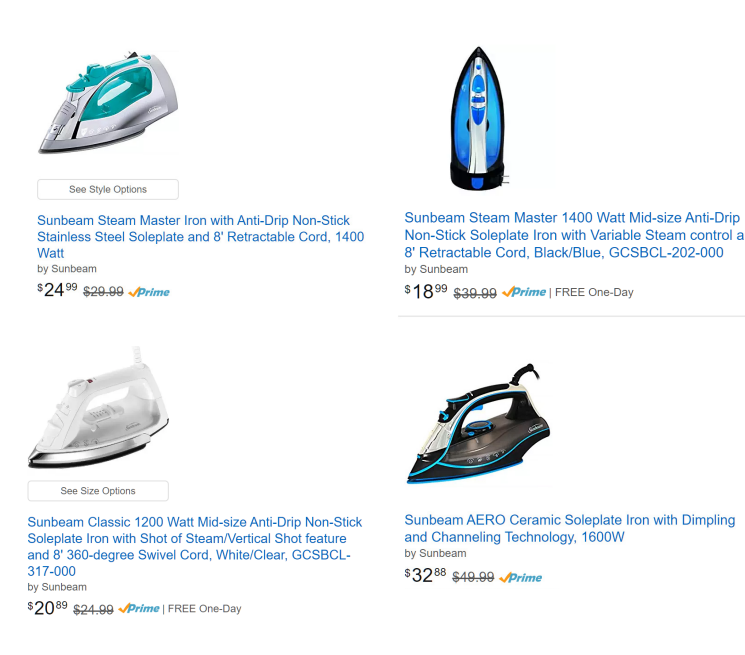 See Style Options
Sunbeam Steam Master Iron with Anti-Drip Non-Stick
Stainless Steel Soleplate and 8' Retractable Cord, 1400
Watt
by Sunbeam
$24 99 $29.99 Prime
Sunbeam Steam Master 1400 Watt Mid-size Anti-Drip
Non-Stick Soleplate Iron with Variable Steam control a
8' Retractable Cord, Black/Blue, GCSBCL-202-000
by Sunbeam
$18 99 $39.99 Prime | FREE One-Day
See Size Options
Sunbeam Classic 1200 Watt Mid-size Anti-Drip Non-Stick
Soleplate Iron with Shot of Steam/Vertical Shot feature
and 8' 360-degree Swivel Cord, White/Clear, GCSBCL-
317-000
by Sunbeam
$20 89 $24.99 Prime | FREE One-Day
Sunbeam
Sunbeam AERO Ceramic Soleplate Iron with Dimpling
and Channeling Technology, 1600W
by Sunbeam
$32 88 $49.99 Prime